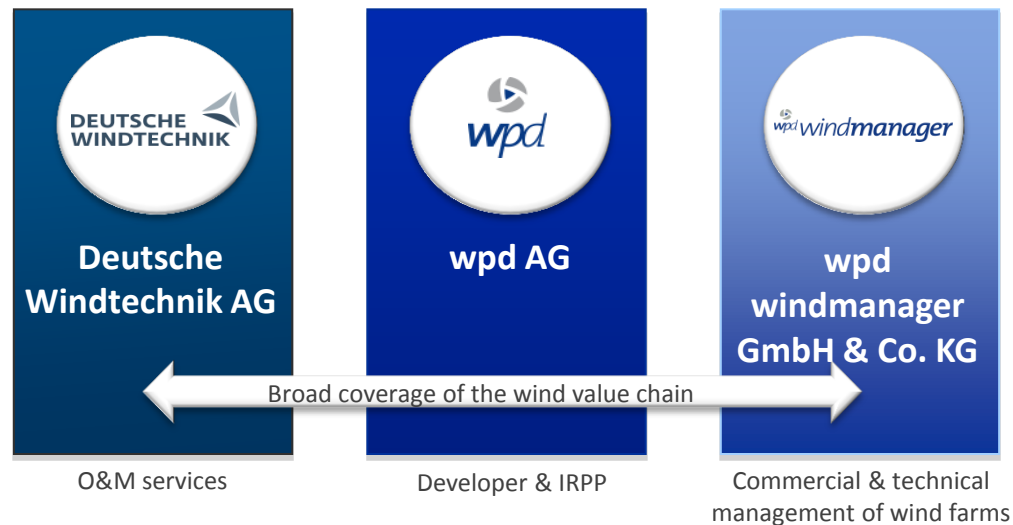 DEUTSCHE
WINDTECHNIK
Deutsche
Windtechnik AG
O&M services
wpd
wpd AG
Developer & IRPP
wpd windmanager
wpd
windmanager
GmbH & Co. KG
Commercial & technical
management of wind farms
Broad coverage of the wind value chain